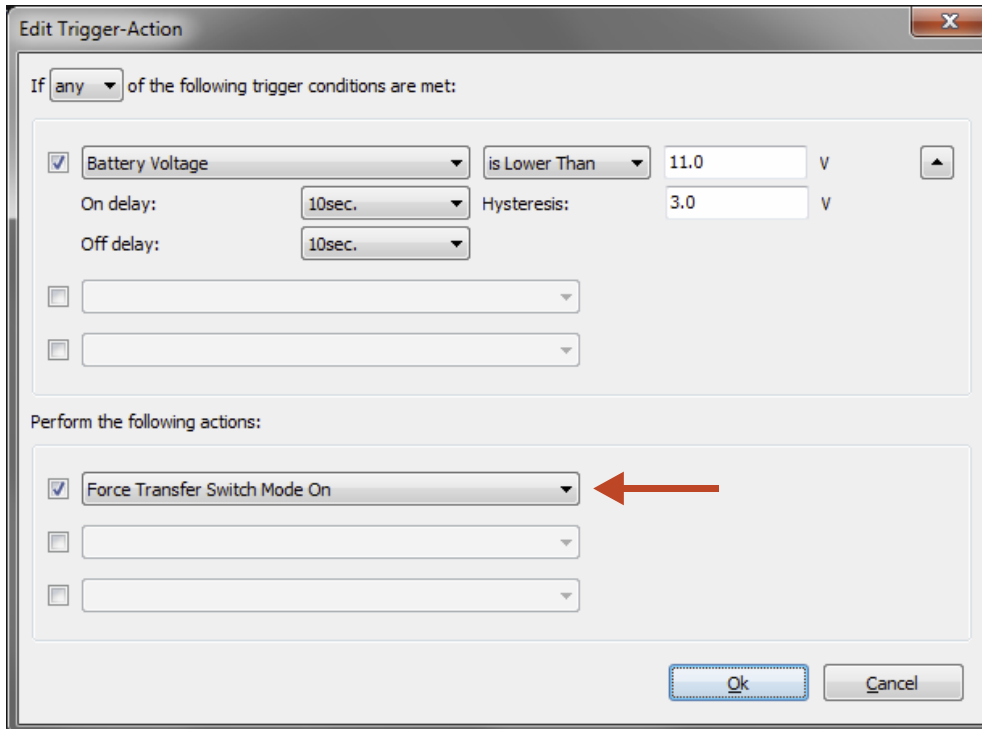 Edit Trigger-Action
If any of the following trigger conditions are met:
Battery Voltage is Lower Than 11.0 V
On delay: 10sec. Hysteresis: 3.0 V
Off delay: 10sec.
Perform the following actions:
Force Transfer Switch Mode On
Ok Cancel